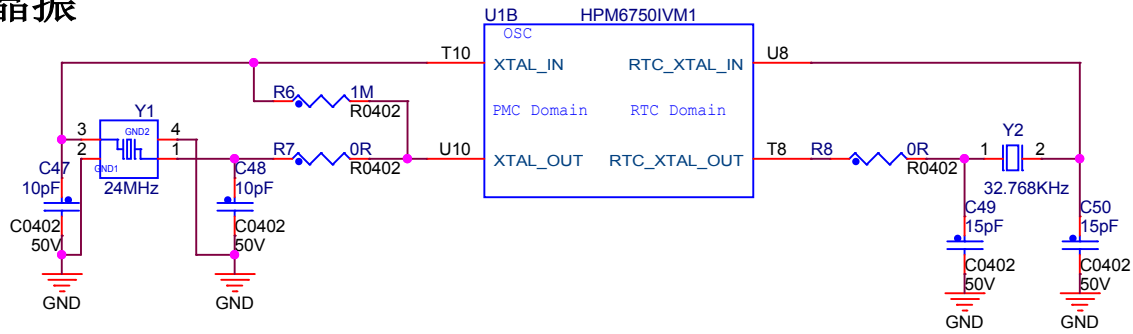 晶振
U1B HPM6750IVM1
OSC
T10 XTAL_IN RTC_XTAL_IN U8
R6 1M
R0402
PMC Domain RTC Domain
Y1
3 GND2 4
2 GND1 1
24MHz
C47
10pF
C0402
50V
GND
C48
10pF
C0402
50V
GND
R7 0R
R0402
U10 XTAL_OUT RTC_XTAL_OUT T8
R8 0R
R0402
Y2
1 2
32.768KHz
C49
15pF
C0402
50V
GND
C50
15pF
C0402
50V
GND